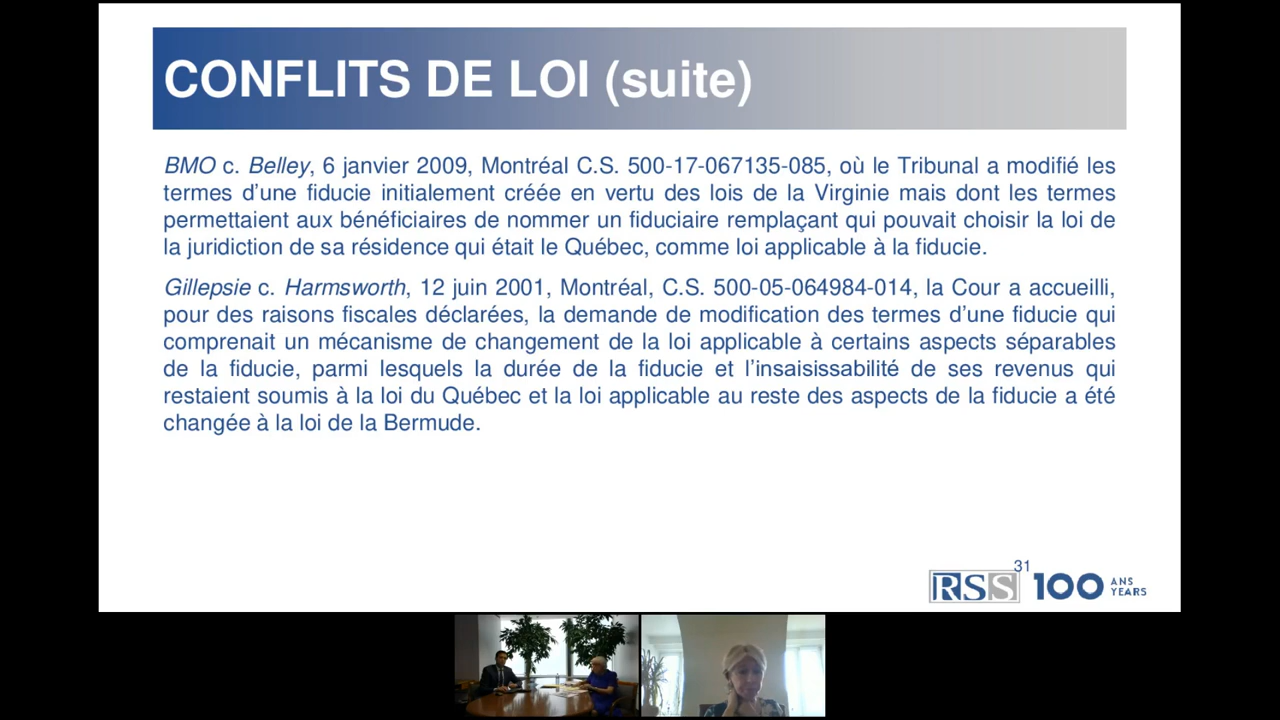 CONFLITS DE LOI (suite)
BMO c. Belley, 6 janvier 2009, Montréal C.S. 500-17-067135-085, où le Tribunal a modifié les
termes d’une fiducie initialement créée en vertu des lois de la Virginie mais dont les termes
permettaient aux bénéficiaires de nommer un fiduciaire remplaçant qui pouvait choisir la loi de
la juridiction de sa résidence qui était le Québec, comme loi applicable à la fiducie.
Gillepsie c. Harmsworth, 12 juin 2001, Montréal, C.S. 500-05-064984-014, la Cour a accueilli,
pour des raisons fiscales déclarées, la demande de modification des termes d’une fiducie qui
comprenait un mécanisme de changement de la loi applicable à certains aspects séparables
de la fiducie, parmi lesquels la durée de la fiducie et l’insaisissabilité de ses revenus qui
restaient soumis à la loi du Québec et la loi applicable au reste des aspects de la fiducie a été
changée à la loi de la Bermude.
31
RSS 100 ANS
YEARS